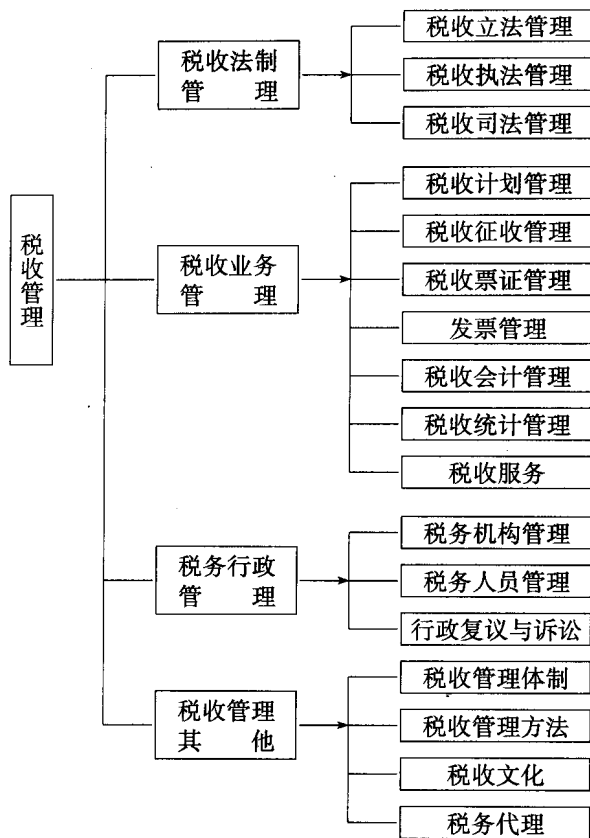 税收管理
税收法制
管理
税收立法管理
税收执法管理
税收司法管理
税收业务
管理
税收计划管理
税收征收管理
税收票证管理
发票管理
税收会计管理
税收统计管理
税收服务
税务行政
管理
税务机构管理
税务人员管理
行政复议与诉讼
税收管理
其他
税收管理体制
税收管理方法
税收文化
税务代理